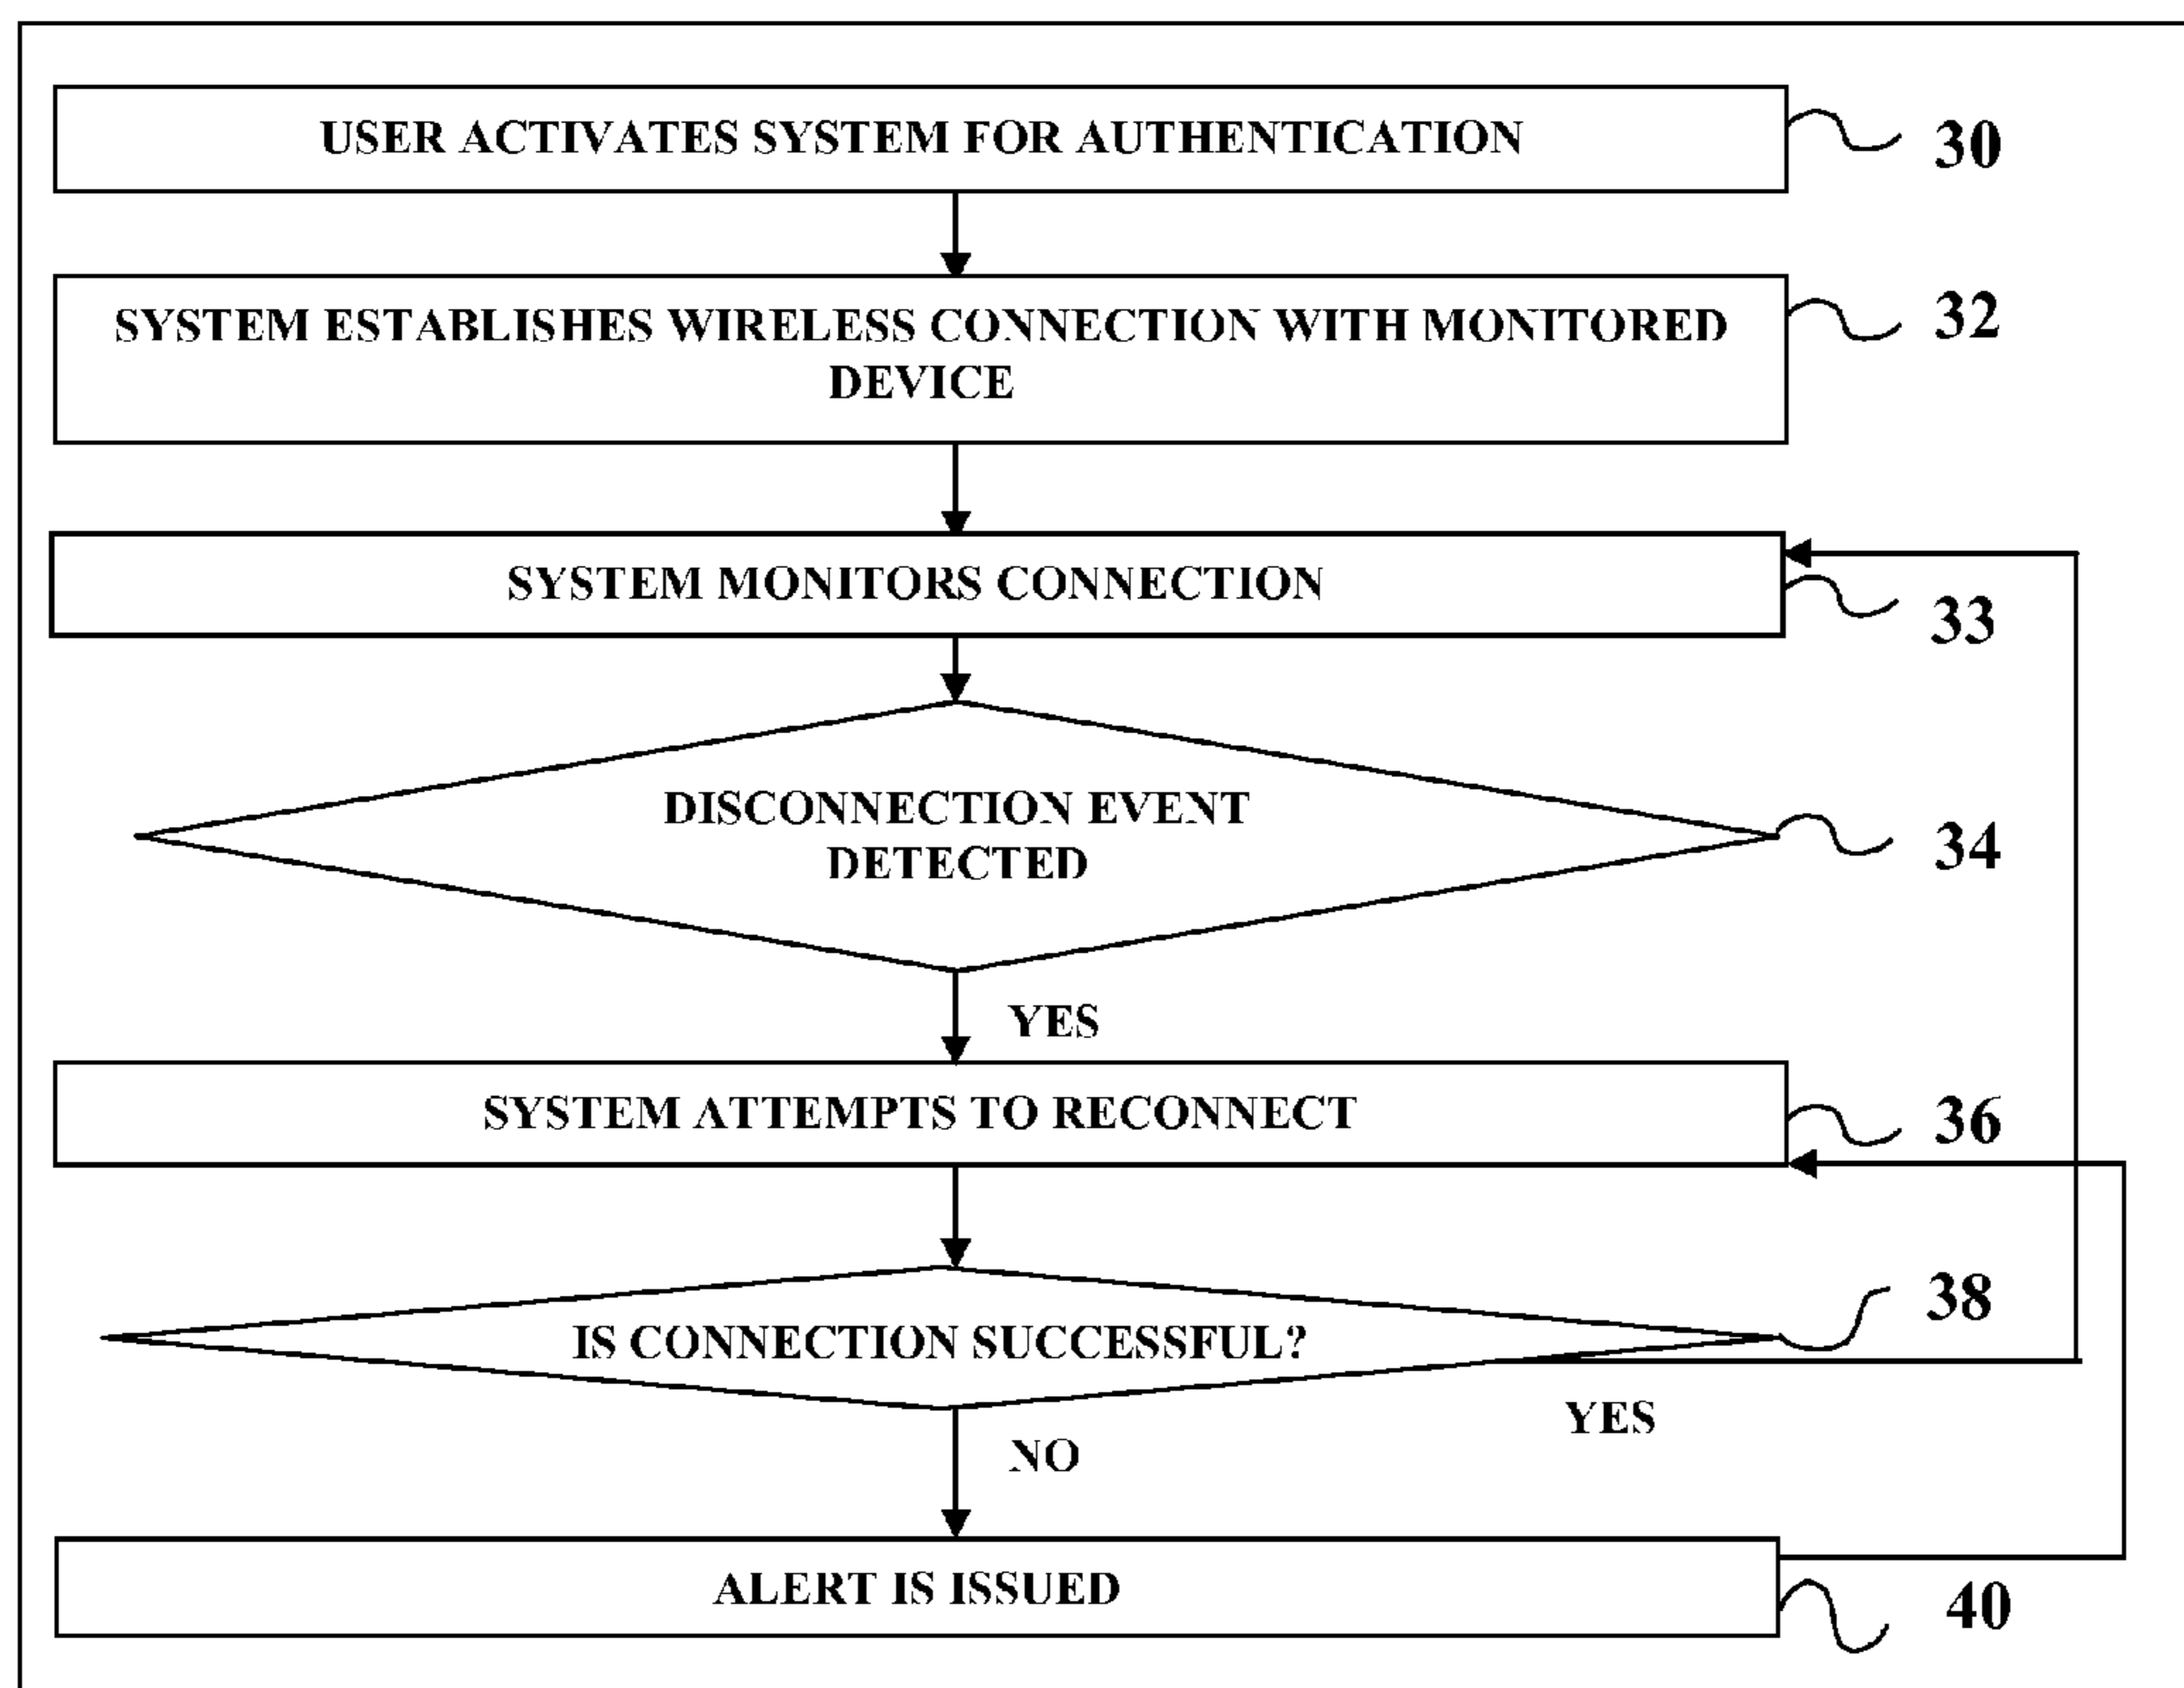 USER ACTIVATES SYSTEM FOR AUTHENTICATION
30
SYSTEM ESTABLISHES WIRELESS CONNECTION WITH MONITORED
DEVICE
32
SYSTEM MONITORS CONNECTION
33
DISCONNECTION EVENT
DETECTED
34
YES
SYSTEM ATTEMPTS TO RECONNECT
36
IS CONNECTION SUCCESSFUL?
38
YES
NO
ALERT IS ISSUED
40